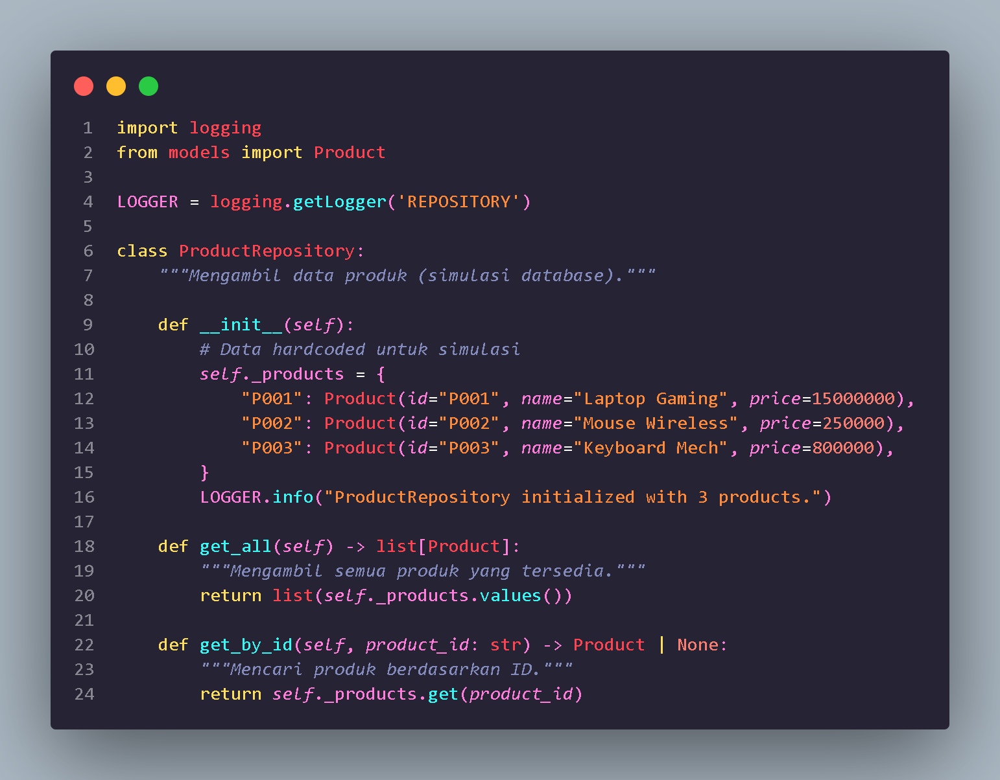 1 import logging
2 from models import Product
3
4 LOGGER = logging.getLogger('REPOSITORY')
5
6 class ProductRepository:
7     """Mengambil data produk (simulasi database)."""
8
9     def __init__(self):
10         # Data hardcoded untuk simulasi
11         self._products = {
12             "P001": Product(id="P001", name="Laptop Gaming", price=15000000),
13             "P002": Product(id="P002", name="Mouse Wireless", price=250000),
14             "P003": Product(id="P003", name="Keyboard Mech", price=800000),
15         }
16         LOGGER.info("ProductRepository initialized with 3 products.")
17
18     def get_all(self) -> list[Product]:
19         """Mengambil semua produk yang tersedia."""
20         return list(self._products.values())
21
22     def get_by_id(self, product_id: str) -> Product | None:
23         """Mencari produk berdasarkan ID."""
24         return self._products.get(product_id)